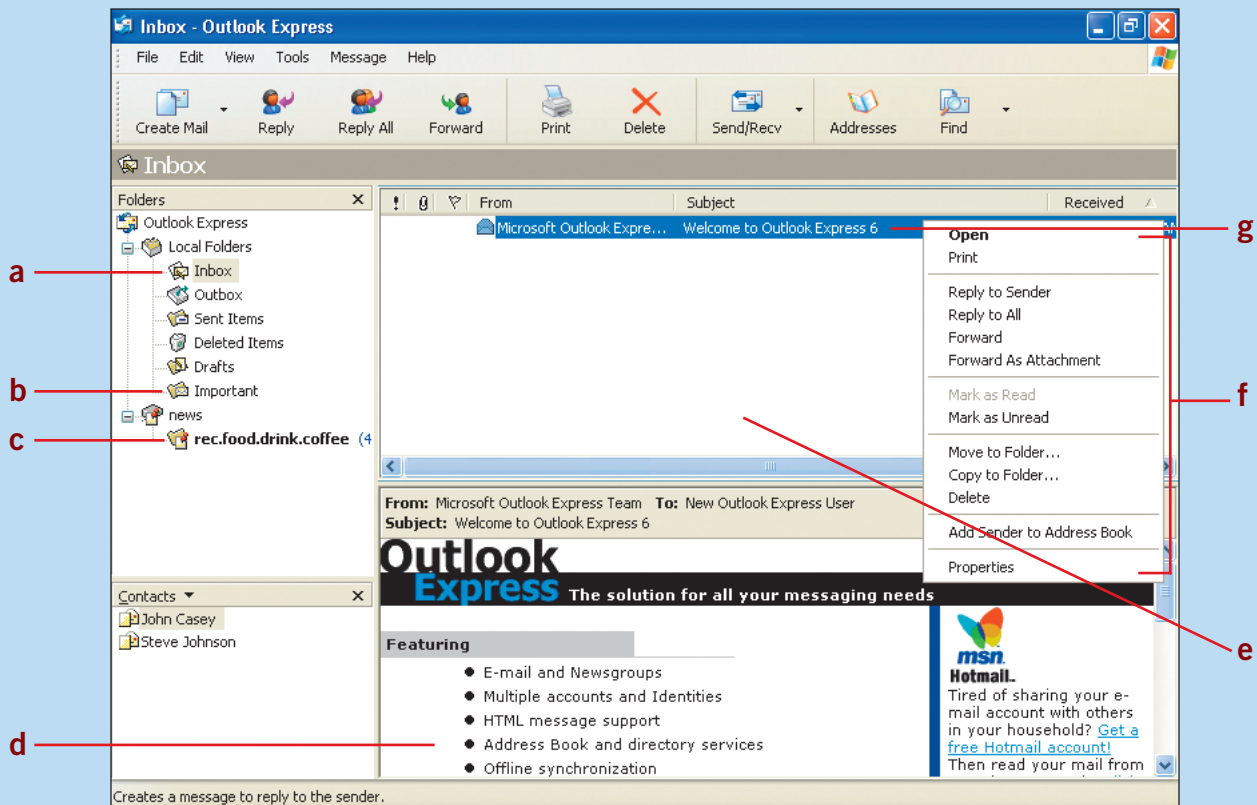 Inbox - Outlook Express
File Edit View Tools Message Help
Create Mail Reply Reply All Forward Print Delete Send/Recv Addresses Find
Inbox
Folders
Outlook Express
Local Folders
a
Inbox
Outbox
Sent Items
Deleted Items
Drafts
b
Important
news
c
rec.food.drink.coffee (4
! From Subject Received
Microsoft Outlook Expre... Welcome to Outlook Express 6
g
Open
Print
Reply to Sender
Reply to All
Forward
Forward As Attachment
f
Mark as Read
Mark as Unread
Move to Folder...
Copy to Folder...
Delete
Add Sender to Address Book
Properties
From: Microsoft Outlook Express Team To: New Outlook Express User
Subject: Welcome to Outlook Express 6
Outlook
Express The solution for all your messaging needs
Contacts
John Casey
Steve Johnson
Featuring
E-mail and Newsgroups
Multiple accounts and Identities
HTML message support
d
Address Book and directory services
Offline synchronization
msn.
Hotmail.
e
Tired of sharing your e-
mail account with others
in your household? Get a
free Hotmail account!
Then read your mail from
Creates a message to reply to the sender.